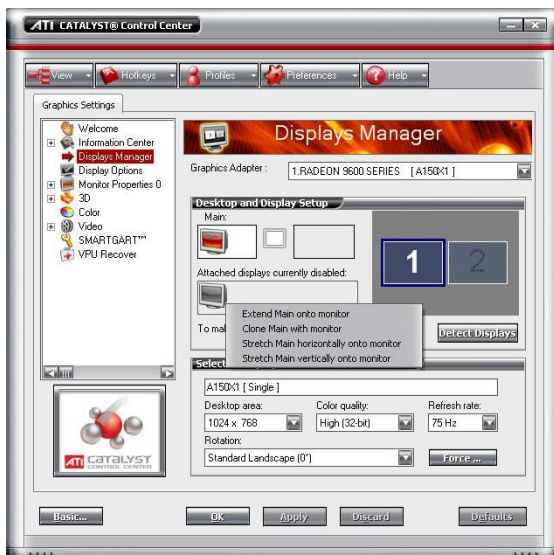 ATI CATALYST® Control Center
View
Hotkeys
Profiles
Preferences
Help
Graphics Settings
Welcome
Information Center
Displays Manager
Display Options
Monitor Properties 0
3D
Color
Video
SMARTGART™
VPU Recover
Displays Manager
Graphics Adapter :
1.RADEON 9600 SERIES [A150X1 ]
Desktop and Display Setup
Main:
1
2
Attached displays currently disabled:
Extend Main onto monitor
Clone Main with monitor
Stretch Main horizontally onto monitor
Stretch Main vertically onto monitor
Detect Displays
A150X1 [ Single ]
Desktop area:
Color quality:
Refresh rate:
1024 x 768
High (32-bit)
75 Hz
Rotation:
Standard Landscape (0°)
Force ...
ATI CATALYST
CONTROL CENTER
Basic...
OK
Apply
Discard
Defaults